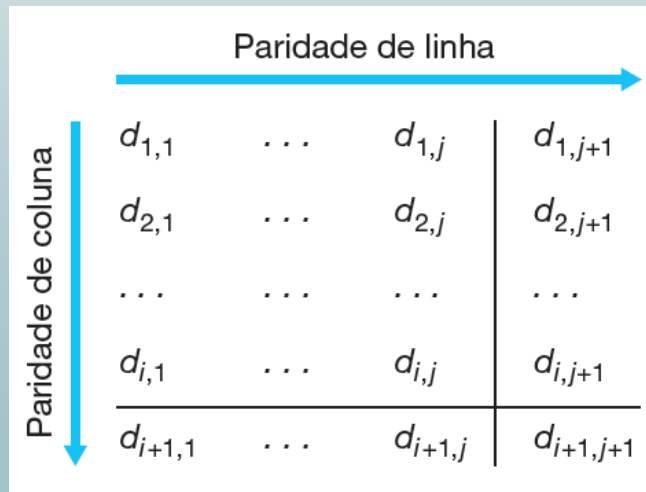 Paridade de linha
Paridade de coluna
d1,1 . . . d1,j d1,j+1
d2,1 . . . d2,j d2,j+1
. . . . . . . . . . . .
di,1 . . . di,j di,j+1
di+1,1 . . . di+1,j di+1,j+1